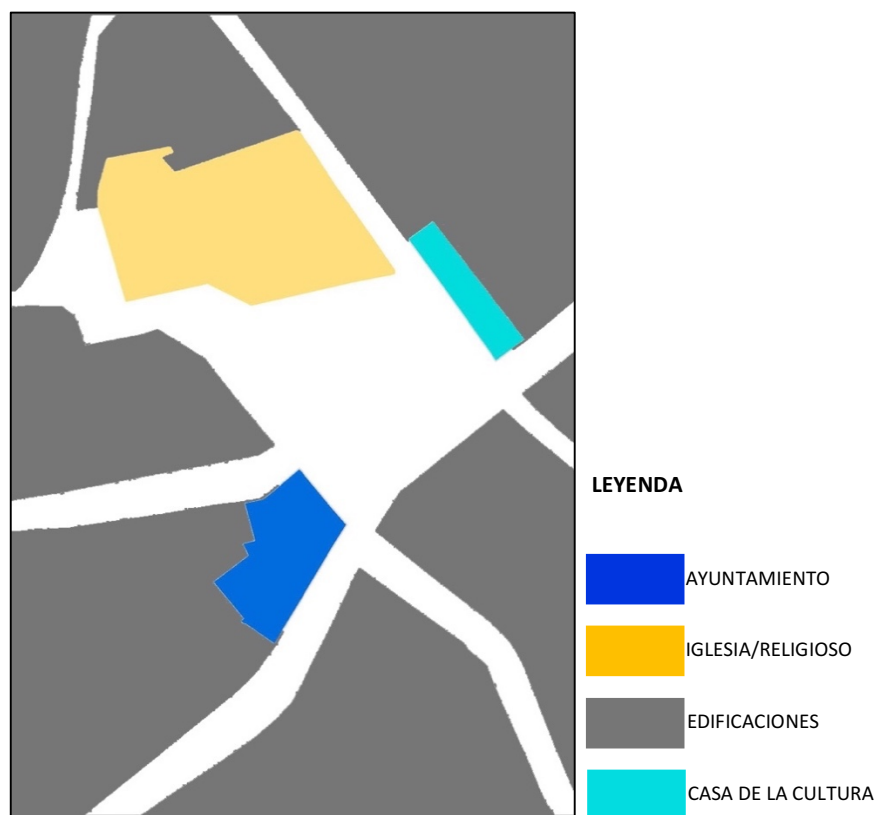 LEYENDA
AYUNTAMIENTO
IGLESIA/RELIGIOSO
EDIFICACIONES
CASA DE LA CULTURA